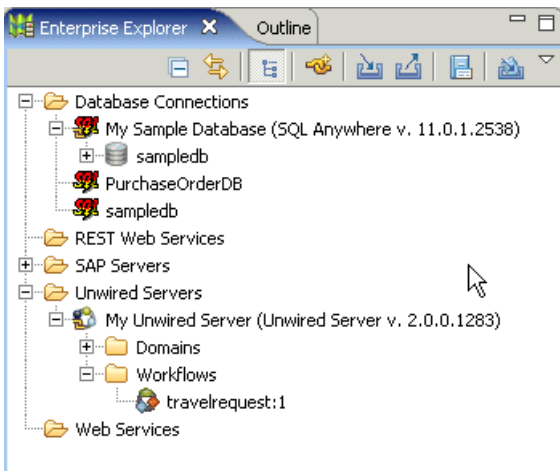 Enterprise Explorer
Outline
Database Connections
My Sample Database (SQL Anywhere v. 11.0.1.2538)
sampledb
PurchaseOrderDB
sampledb
REST Web Services
SAP Servers
Unwired Servers
My Unwired Server (Unwired Server v. 2.0.0.1283)
Domains
Workflows
travelrequest:1
Web Services